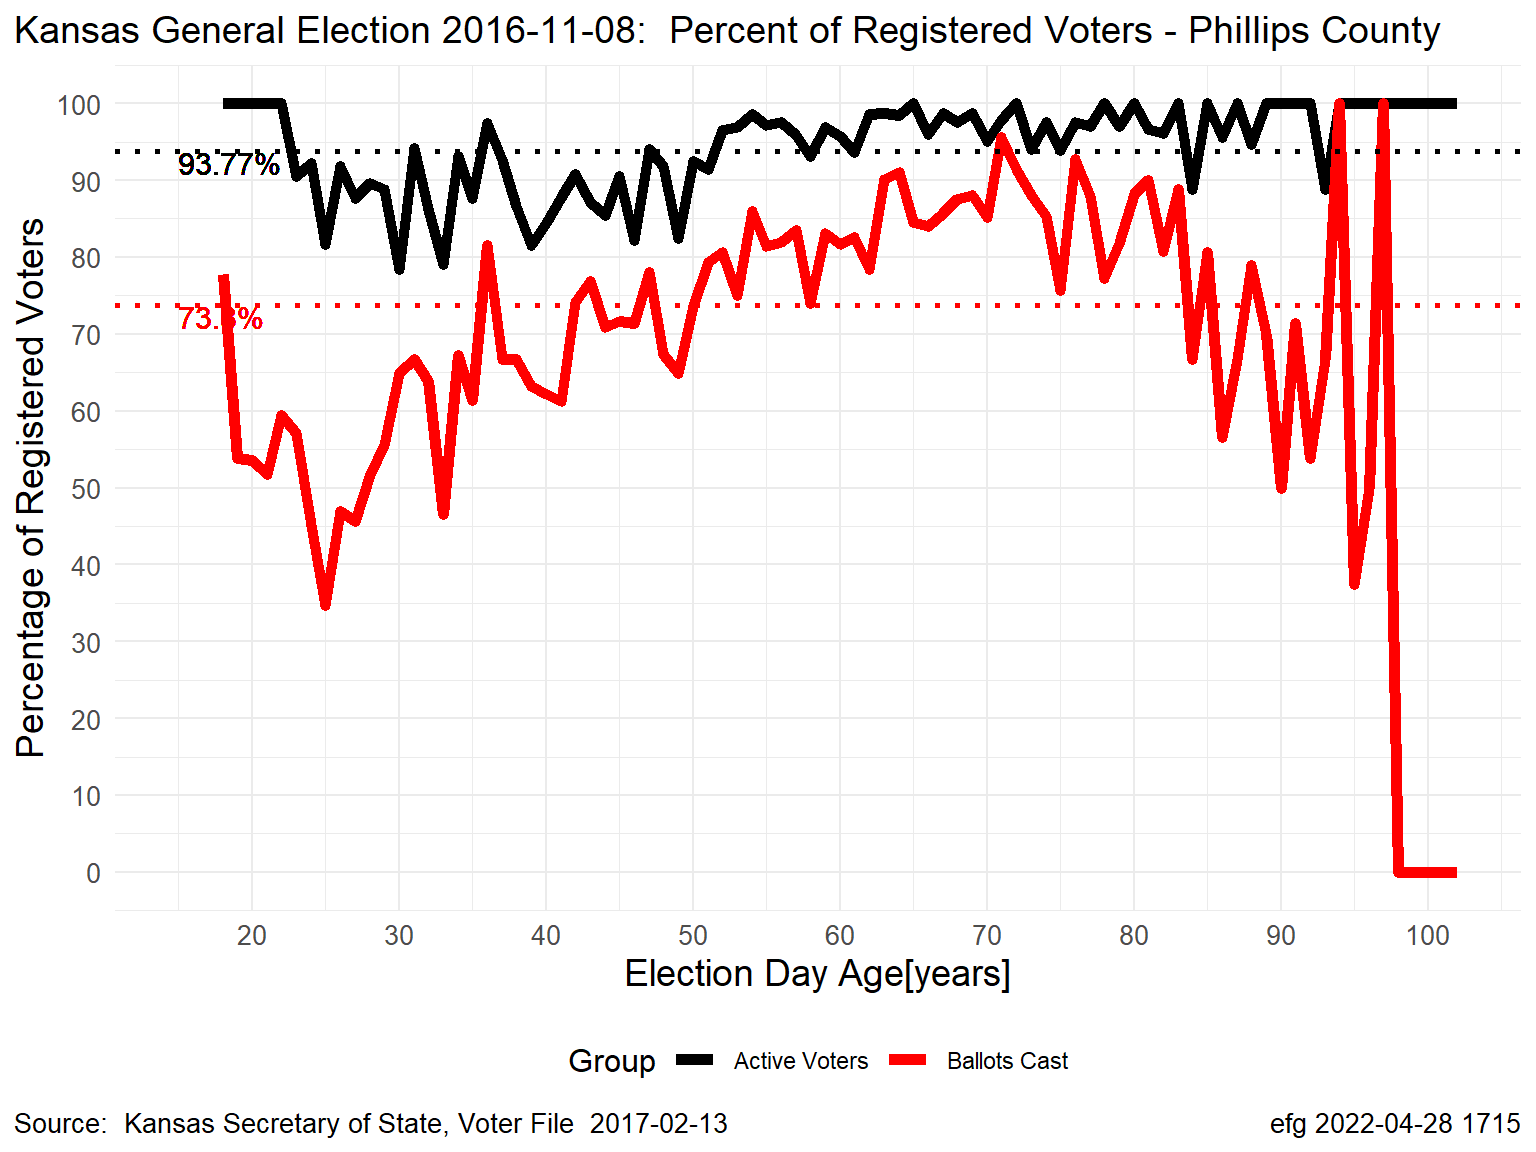 Kansas General Election 2016-11-08:  Percent of Registered Voters - Phillips County
Percentage of Registered Voters
100
90
80
70
60
50
40
30
20
10
0
93.77%
73.8%
20 30 40 50 60 70 80 90 100
Election Day Age[years]
Group Active Voters Ballots Cast
Source:  Kansas Secretary of State, Voter File  2017-02-13
efg 2022-04-28 1715